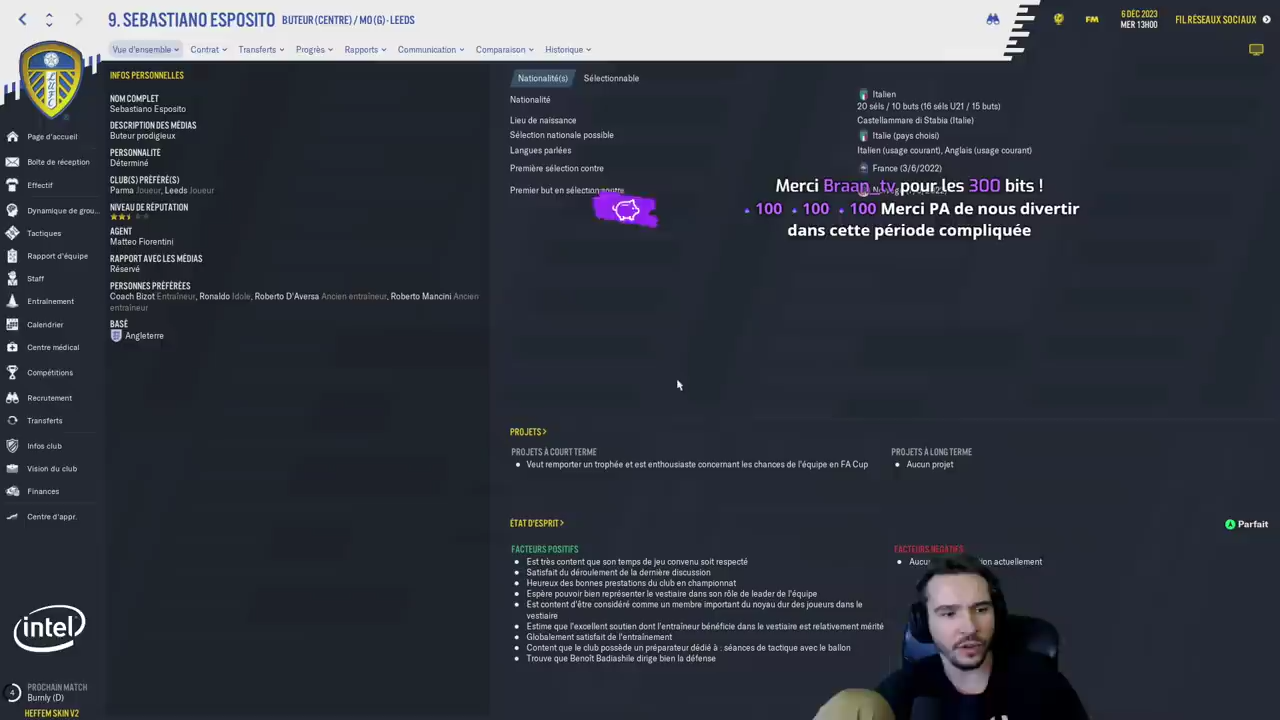 9. SEBASTIANO ESPOSITO BUTEUR (CENTRE) / MO (G) - LEEDS
6 DÉC 2023
MER 13H00
FM
FIL RÉSEAUX SOCIAUX
Vue d'ensemble Contrat Transferts Progrès Rapports Communication Comparaison Historique
INFOS PERSONNELLES
NOM COMPLET
Sebastiano Esposito
DESCRIPTION DES MÉDIAS
Buteur prodigieux
PERSONNALITÉ
Déterminé
CLUB(S) PRÉFÉRÉ(S)
Parma Joueur, Leeds Joueur
NIVEAU DE RÉPUTATION
AGENT
Matteo Fiorentini
RAPPORT AVEC LES MÉDIAS
Réservé
PERSONNES PRÉFÉRÉES
Coach Bizot Entraîneur, Ronaldo Idole, Roberto D'Aversa Ancien entraîneur, Roberto Mancini Ancien
entraîneur
BASÉ
Angleterre
Page d'accueil
Boîte de réception
Effectif
Dynamique de grou...
Tactiques
Rapport d'équipe
Staff
Entraînement
Calendrier
Centre médical
Compétitions
Recrutement
Transferts
Infos club
Vision du club
Finances
Centre d'appr.
intel
4 PROCHAIN MATCH
Burnly (D)
HEFFEM SKIN V2
Nationalité(s) Sélectionnable
Nationalité
Italien
20 séls / 10 buts (16 séls U21 / 15 buts)
Lieu de naissance Castellammare di Stabia (Italie)
Sélection nationale possible Italie (pays choisi)
Langues parlées Italien (usage courant), Anglais (usage courant)
Première sélection contre France (3/6/2022)
Premier but en sélection contre
Merci Braan_tv pour les 300 bits !
100 100 100 Merci PA de nous divertir
dans cette période compliquée
PROJETS >
PROJETS À COURT TERME
Veut remporter un trophée et est enthousiaste concernant les chances de l'équipe en FA Cup
PROJETS À LONG TERME
Aucun projet
ÉTAT D'ESPRIT >
Parfait
FACTEURS POSITIFS
Est très content que son temps de jeu convenu soit respecté
Satisfait du déroulement de la dernière discussion
Heureux des bonnes prestations du club en championnat
Espère pouvoir bien représenter le vestiaire dans son rôle de leader de l'équipe
Est content d'être considéré comme un membre important du noyau dur des joueurs dans le
vestiaire
Estime que l'excellent soutien dont l'entraîneur bénéficie dans le vestiaire est relativement mérité
Globalement satisfait de l'entraînement
Content que le club possède un préparateur dédié à : séances de tactique avec le ballon
Trouve que Benoît Badiashile dirige bien la défense
FACTEURS NÉGATIFS
actuellement